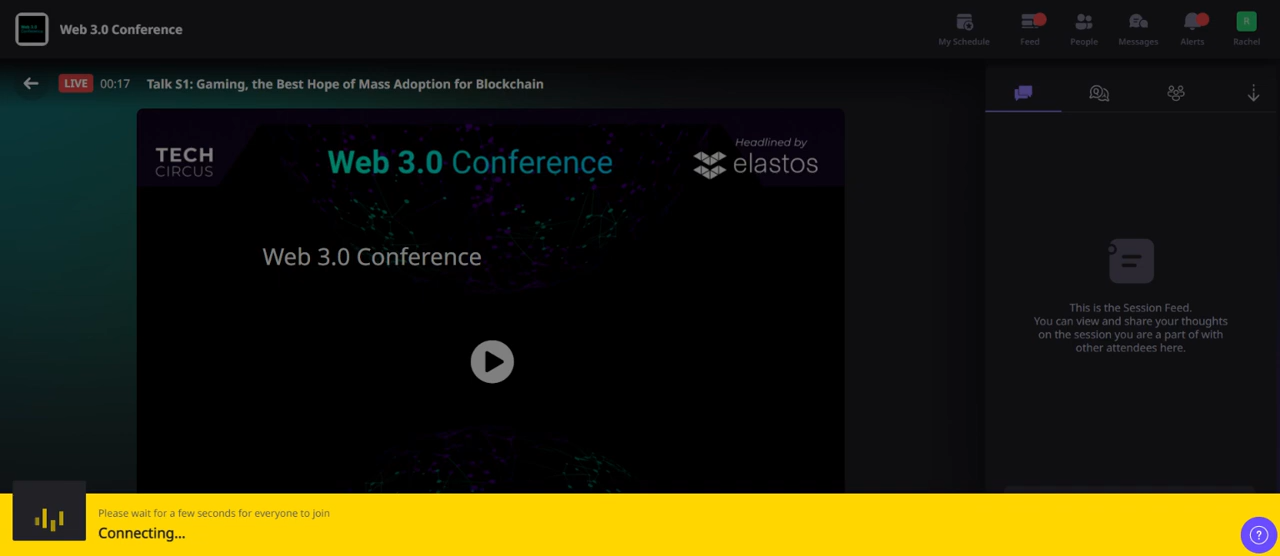 Web 3.0 Conference
My Schedule
Feed
People
Messages
Alerts
R
Rachel
LIVE 00:17 Talk S1: Gaming, the Best Hope of Mass Adoption for Blockchain
TECH
CIRCUS
Web 3.0 Conference
Headlined by
elastos
Web 3.0 Conference
This is the Session Feed.
You can view and share your thoughts
on the session you are a part of with
other attendees here.
Please wait for a few seconds for everyone to join
Connecting...